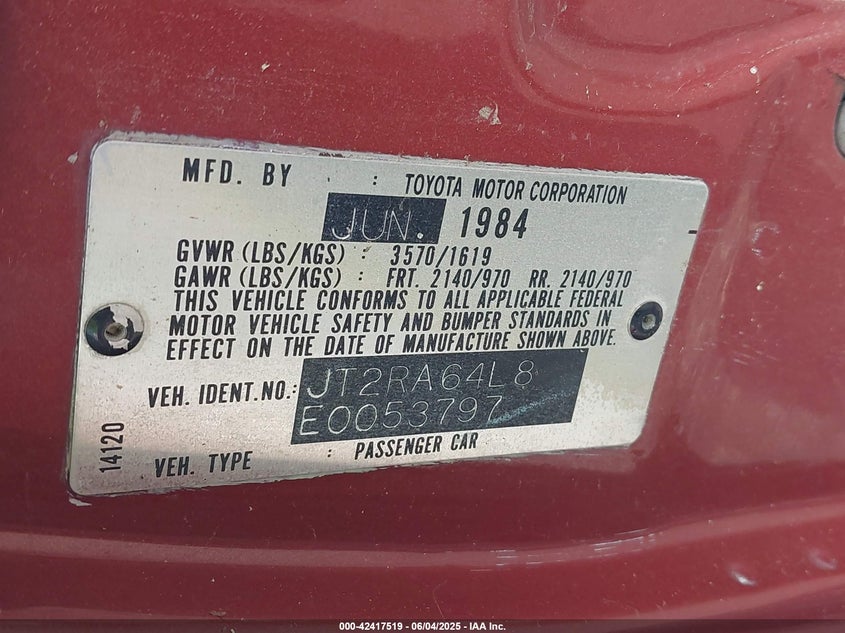 MFD. BY : TOYOTA MOTOR CORPORATION
JUN. 1984
GVWR (LBS/KGS) : 3570/1619
GAWR (LBS/KGS) : FRT. 2140/970 RR. 2140/970
THIS VEHICLE CONFORMS TO ALL APPLICABLE FEDERAL
MOTOR VEHICLE SAFETY AND BUMPER STANDARDS IN
EFFECT ON THE DATE OF MANUFACTURE SHOWN ABOVE.
VEH. IDENT.NO.: JT2RA64L8
E0053797
VEH. TYPE : PASSENGER CAR
14120
000-42417519 - 06/04/2025 - IAA Inc.